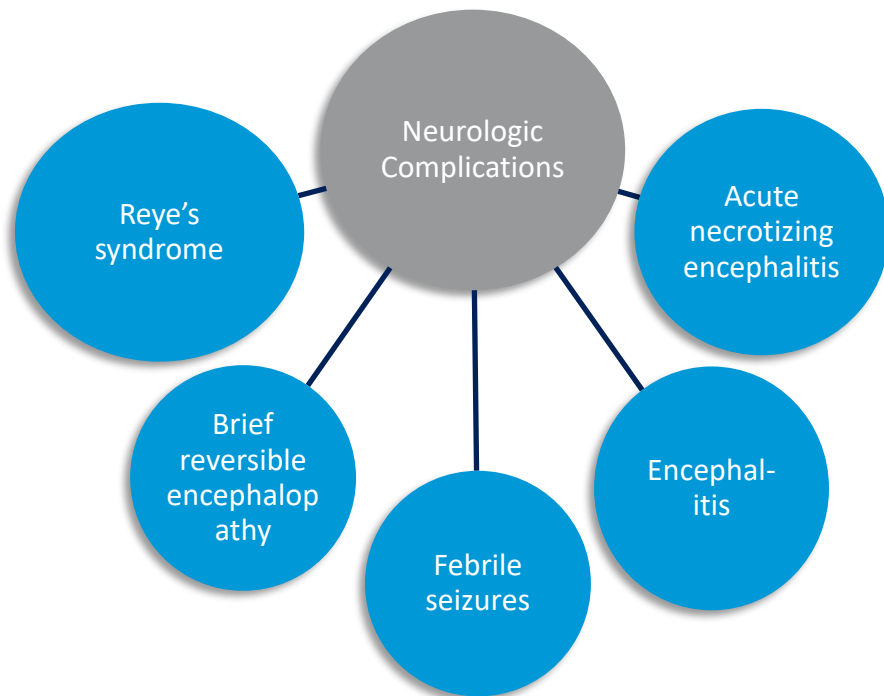 Neurologic
Complications
Reye’s
syndrome
Acute
necrotizing
encephalitis
Brief
reversible
encephalop
athy
Encephal-
itis
Febrile
seizures